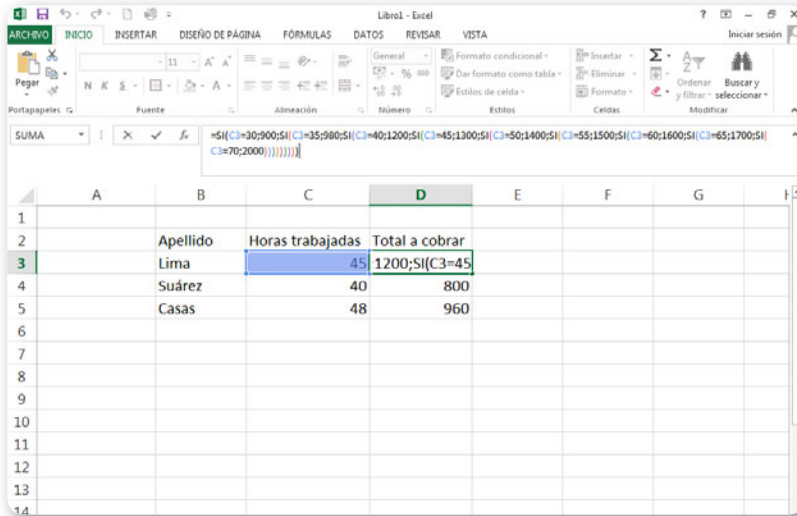 Libro1 - Excel
ARCHIVO INICIO INSERTAR DISEÑO DE PÁGINA FÓRMULAS DATOS REVISAR VISTA Iniciar sesión
Pegar
N K S
11
A A
General
% 000
Formato condicional
Dar formato como tabla
Estilos de celda
Insertar
Eliminar
Formato
Ordenar y filtrar
Buscar y seleccionar
Portapapeles Fuente Alineación Número Estilos Celdas Modificar
SUMA fx =SI(C3=30;900;SI(C3=35;980;SI(C3=40;1200;SI(C3=45;1300;SI(C3=50;1400;SI(C3=55;1500;SI(C3=60;1600;SI(C3=65;1700;SI(
C3=70;2000)))))))))
A B C D E F G
1
2 Apellido Horas trabajadas Total a cobrar
3 Lima 45 1200;SI(C3=45
4 Suárez 40 800
5 Casas 48 960
6
7
8
9
10
11
12
13
14